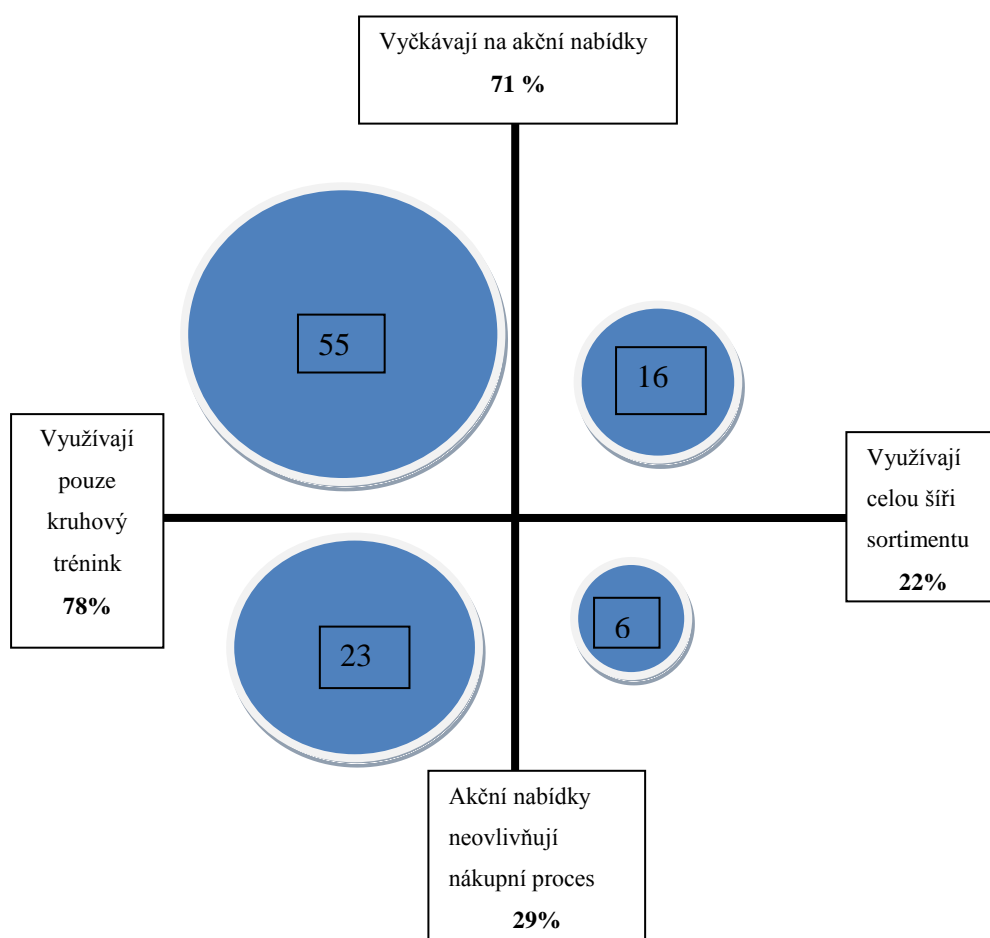 Vyčkávají na akční nabídky
71 %
55
16
Využívají
pouze
kruhový
trénink
78%
Využívají
celou šíři
sortimentu
22%
23
6
Akční nabídky
neovlivňují
nákupní proces
29%